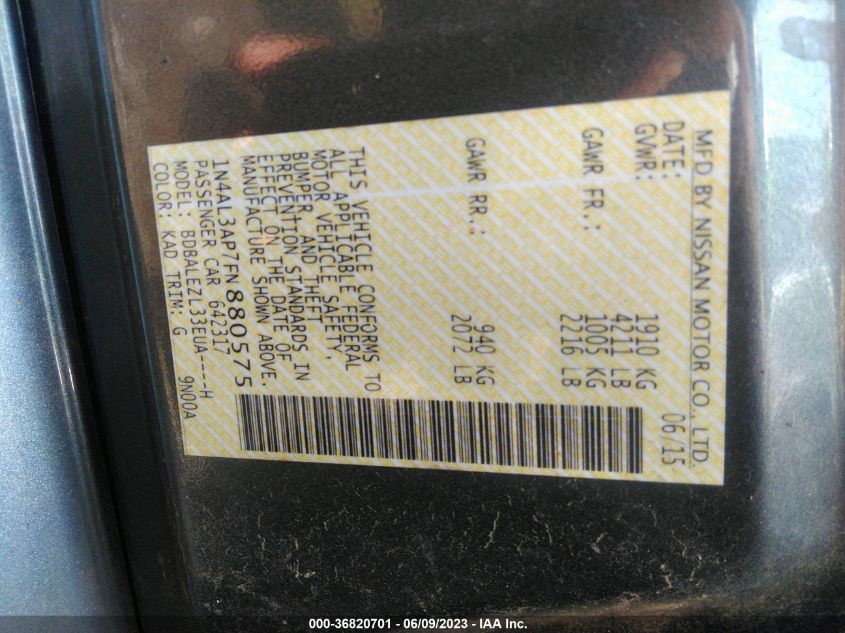 MFD BY NISSAN MOTOR CO., LTD.
DATE: 06/15
GVWR: 1910 KG
4211 LB
GAWR FR.: 1005 KG
2216 LB
GAWR RR.: 940 KG
2072 LB
THIS VEHICLE CONFORMS TO
ALL APPLICABLE FEDERAL
MOTOR VEHICLE SAFETY,
BUMPER, AND THEFT
PREVENTION STANDARDS IN
EFFECT ON THE DATE OF
MANUFACTURE SHOWN ABOVE.
1N4AL3AP7FN880575
PASSENGER CAR 642317
MODEL: BDBALEZL33EUA----H
COLOR: KAD TRIM: G 9N00A
000-36820701 - 06/09/2023 - IAA Inc.